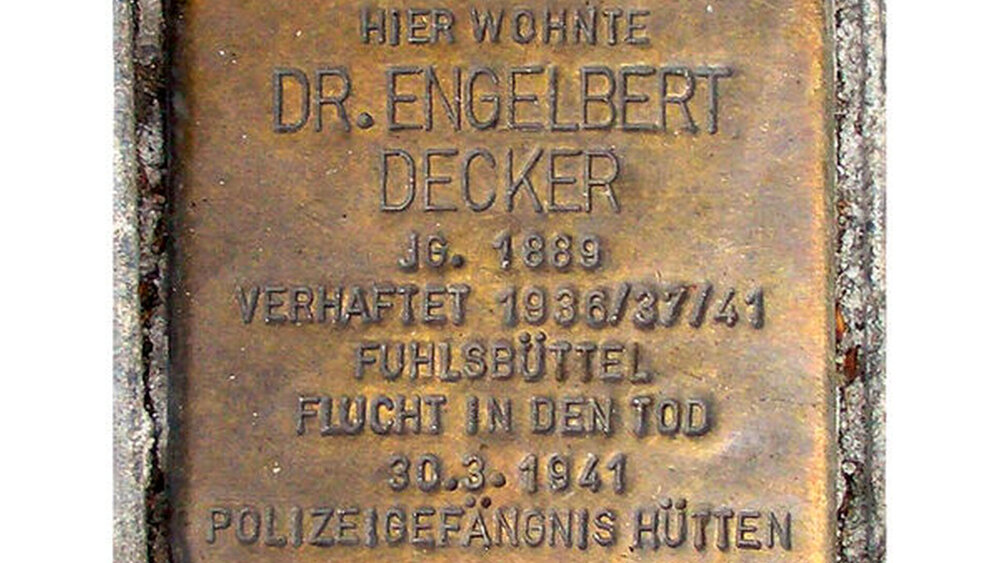 HIER WOHNTE
DR. ENGELBERT
DECKER
JG. 1889
VERHAFTET 1936/37/41
FUHLSBÜTTEL
FLUCHT IN DEN TOD
30.3.1941
POLIZEIGEFÄNGNIS HÜTTEN